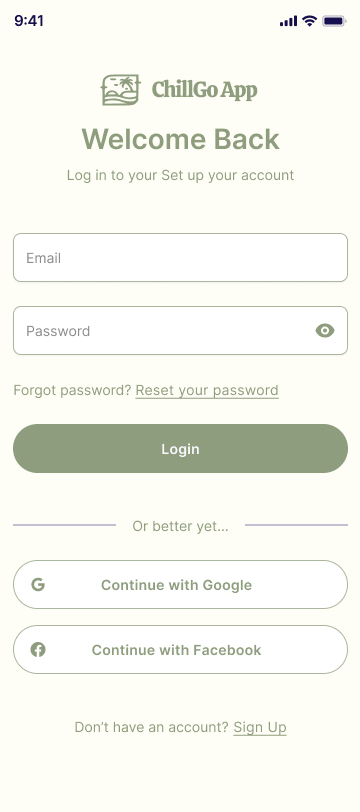 9:41
ChillGo App
Welcome Back
Log in to your Set up your account
Email
Password
Forgot password? Reset your password
Login
Or better yet...
Continue with Google
Continue with Facebook
Don’t have an account? Sign Up